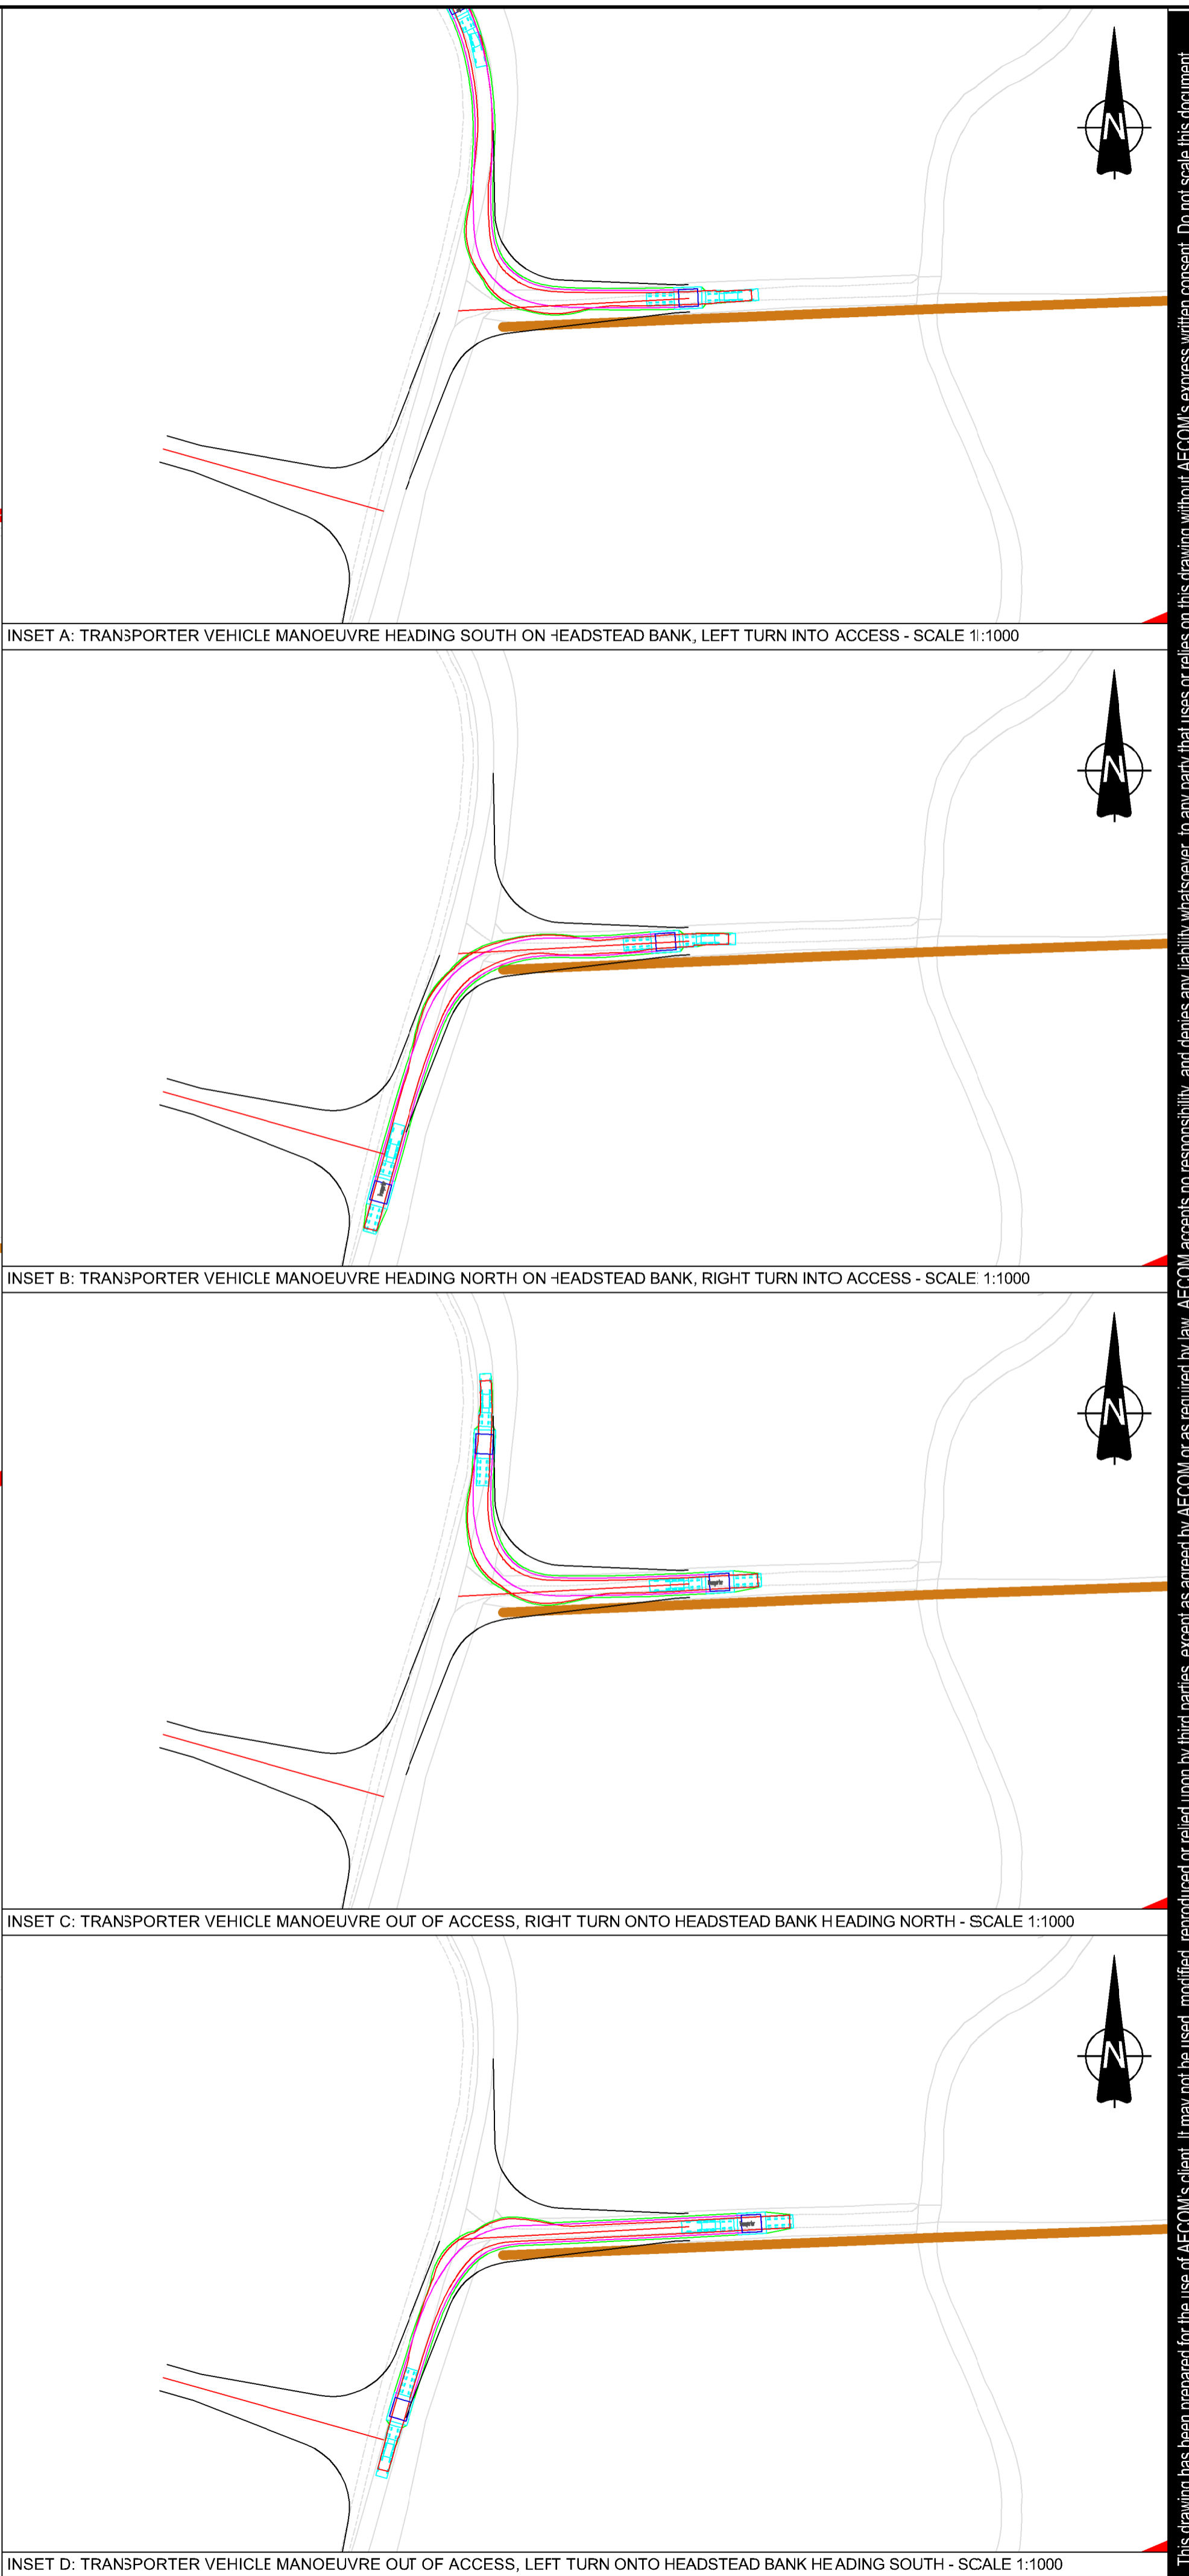 N
INSET A: TRANSPORTER VEHICLE MANOEUVRE HEADING SOUTH ON HEADSTEAD BANK, LEFT TURN INTO ACCESS - SCALE 1:1000
N
INSET B: TRANSPORTER VEHICLE MANOEUVRE HEADING NORTH ON HEADSTEAD BANK, RIGHT TURN INTO ACCESS - SCALE 1:1000
N
INSET C: TRANSPORTER VEHICLE MANOEUVRE OUT OF ACCESS, RIGHT TURN ONTO HEADSTEAD BANK HEADING NORTH - SCALE 1:1000
N
INSET D: TRANSPORTER VEHICLE MANOEUVRE OUT OF ACCESS, LEFT TURN ONTO HEADSTEAD BANK HEADING SOUTH - SCALE 1:1000
This drawing has been prepared for the use of AECOM's client. It may not be used, modified, reproduced or relied upon by third parties, except as agreed by AECOM or as required by law. AECOM accepts no responsibility, and denies any liability whatsoever, to any party that uses or relies on this drawing without AECOM's express written consent. Do not scale this document.